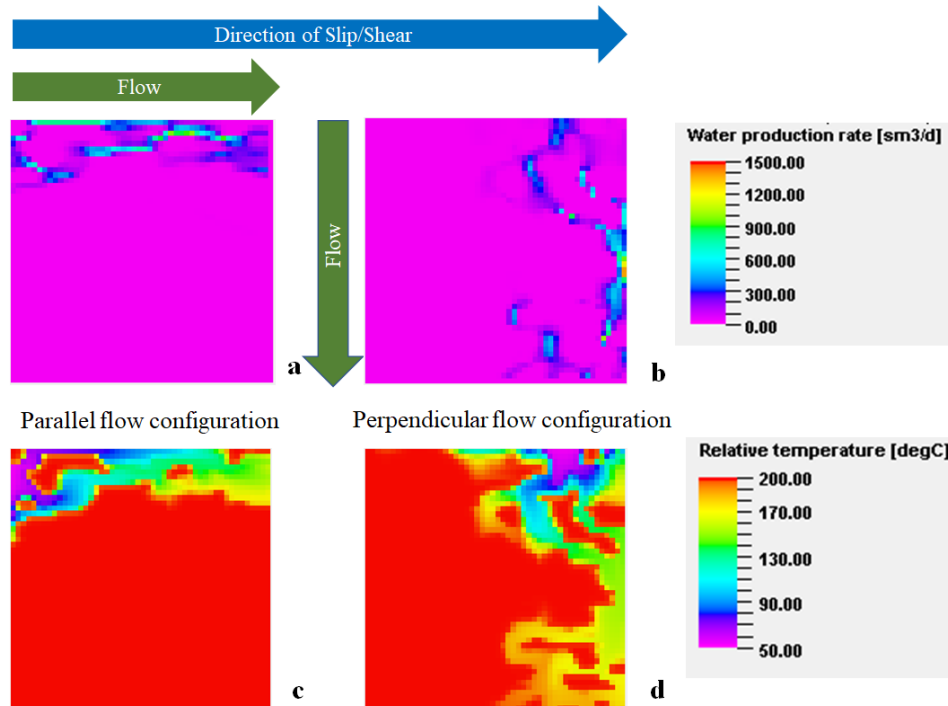 Direction of Slip/Shear
Flow
Flow
a
b
Water production rate [sm3/d]
1500.00
1200.00
900.00
600.00
300.00
0.00
Parallel flow configuration
Perpendicular flow configuration
c
d
Relative temperature [degC]
200.00
170.00
130.00
90.00
50.00